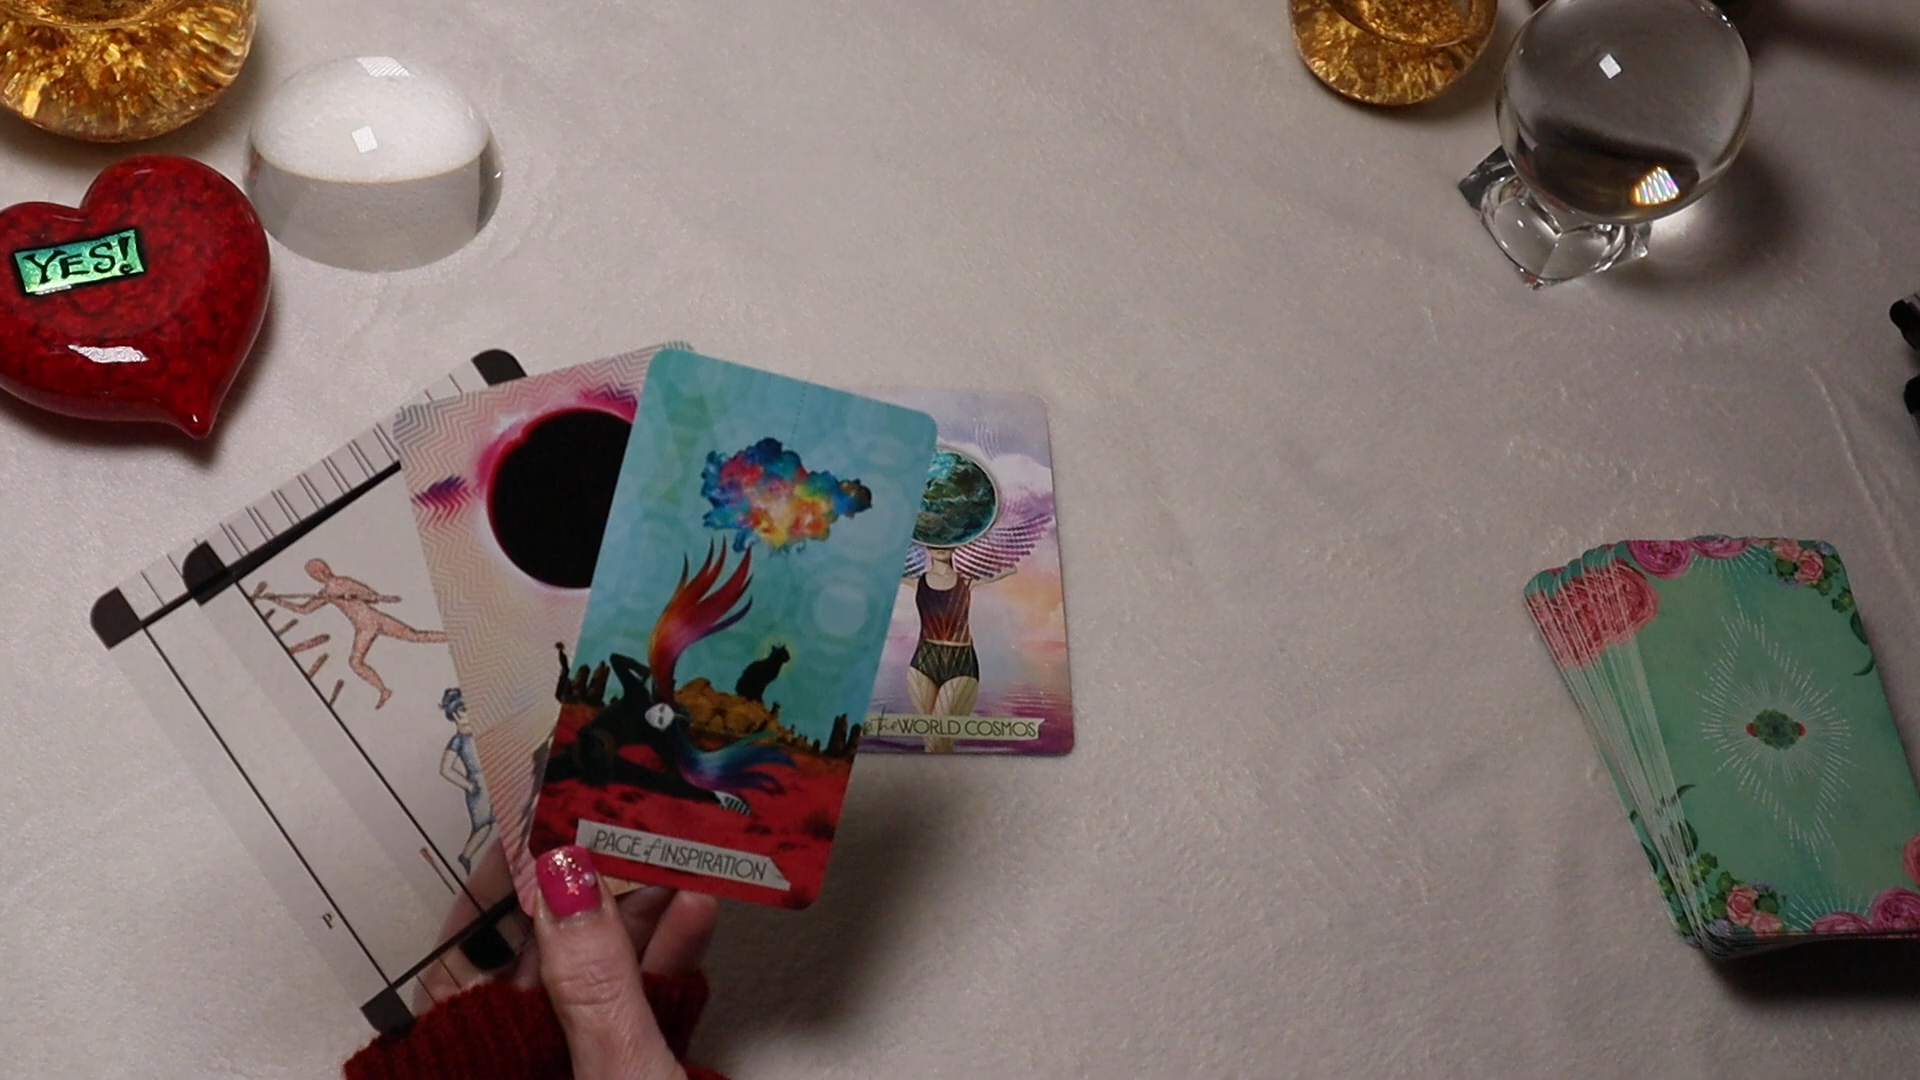 YES!
the WORLD COSMOS
PAGE of INSPIRATION